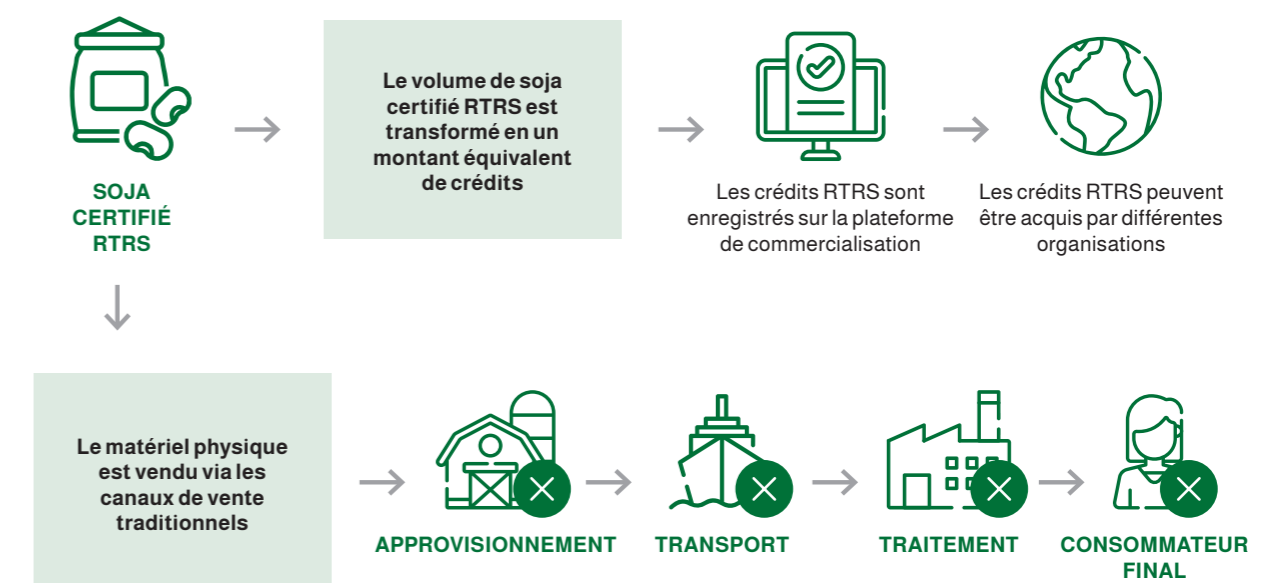 SOJA
CERTIFIÉ
RTRS
Le volume de soja
certifié RTRS est
transformé en un
montant équivalent
de crédits
Les crédits RTRS sont
enregistrés sur la plateforme
de commercialisation
Les crédits RTRS peuvent
être acquis par différentes
organisations
Le matériel physique
est vendu via les
canaux de vente
traditionnels
APPROVISIONNEMENT
TRANSPORT
TRAITEMENT
CONSOMMATEUR
FINAL